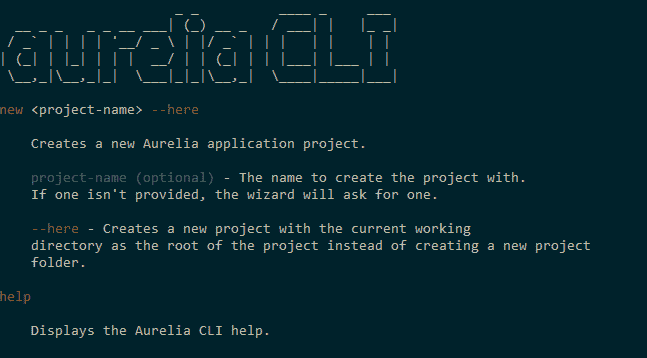 aurelia CLI
new <project-name> --here
Creates a new Aurelia application project.
project-name (optional) - The name to create the project with.
If one isn't provided, the wizard will ask for one.
--here - Creates a new project with the current working
directory as the root of the project instead of creating a new project
folder.
help
Displays the Aurelia CLI help.